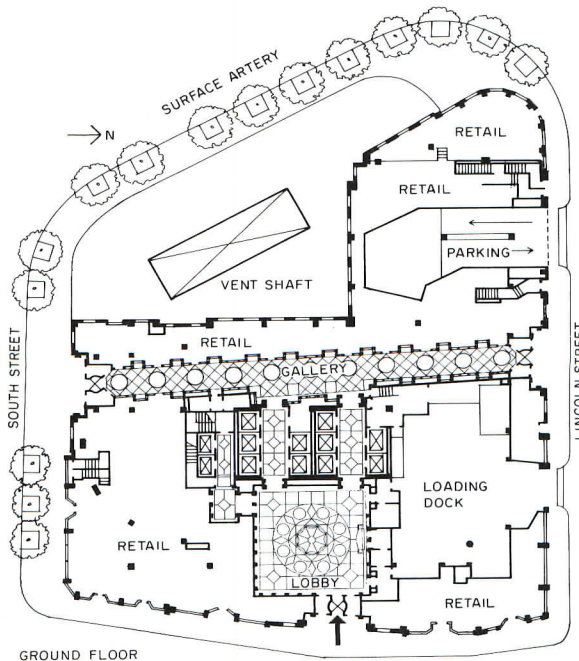 SURFACE ARTERY
N
RETAIL
RETAIL
PARKING
VENT SHAFT
RETAIL
GALLERY
SOUTH STREET
LINCOLN STREET
LOADING
DOCK
RETAIL
LOBBY
RETAIL
GROUND FLOOR